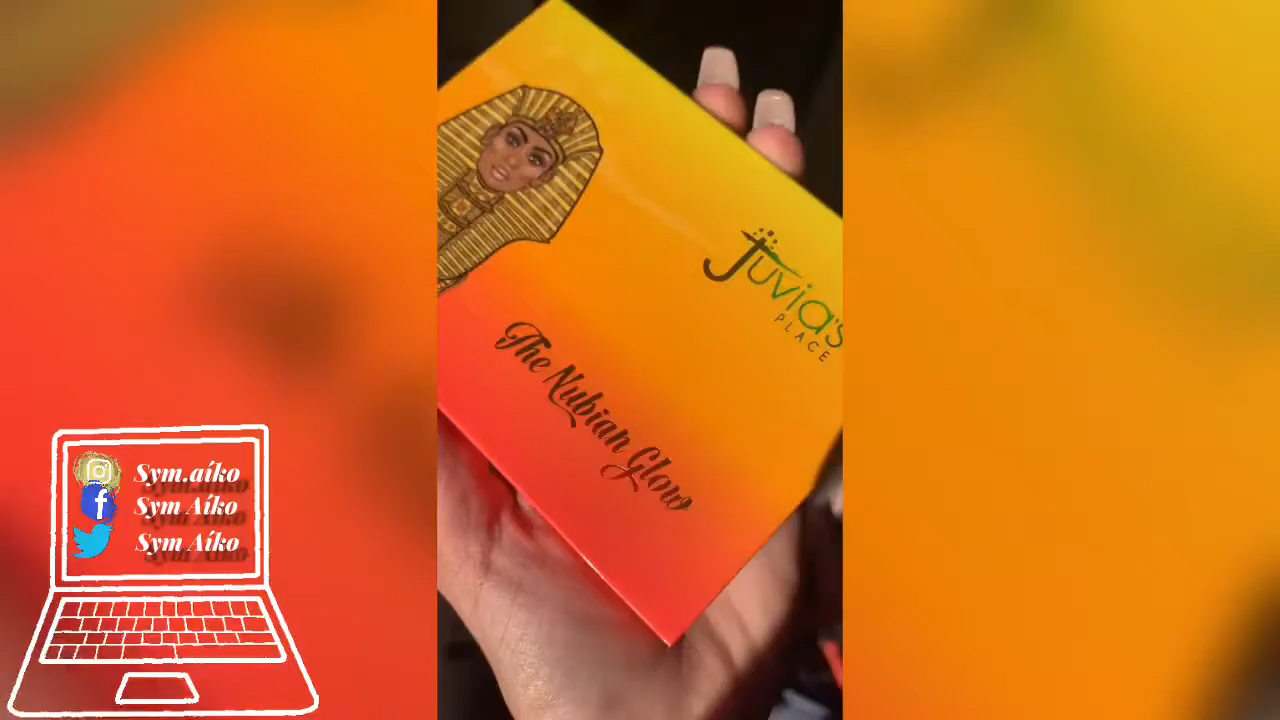 Juvia's
PLACE
The Nubian Glow
Sym.aíko
Sym Aíko
Sym Aíko